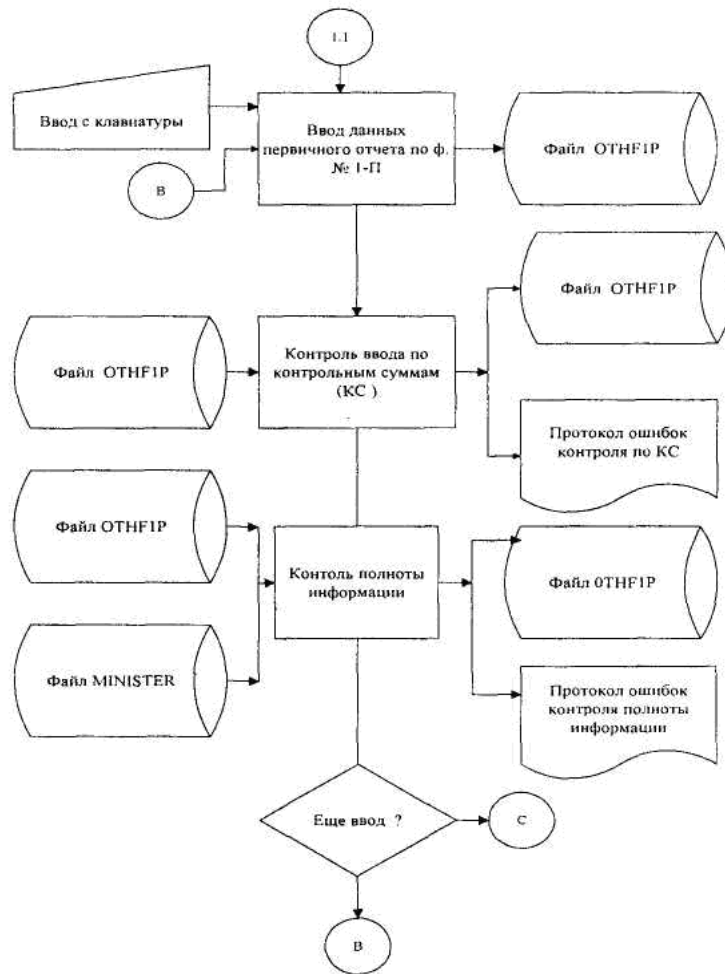 1.1
Ввод с клавиатуры
В
Ввод данных
первичного отчета по ф.
№ 1-П
Файл OTHF1P
Файл OTHF1P
Файл OTHF1P
Контроль ввода по
контрольным суммам
(КС )
Протокол ошибок
контроля по КС
Файл OTHF1P
Контоль полноты
информации
Файл 0THF1P
Файл MINISTER
Протокол ошибок
контроля полноты
информации
Еще ввод ?
С
В